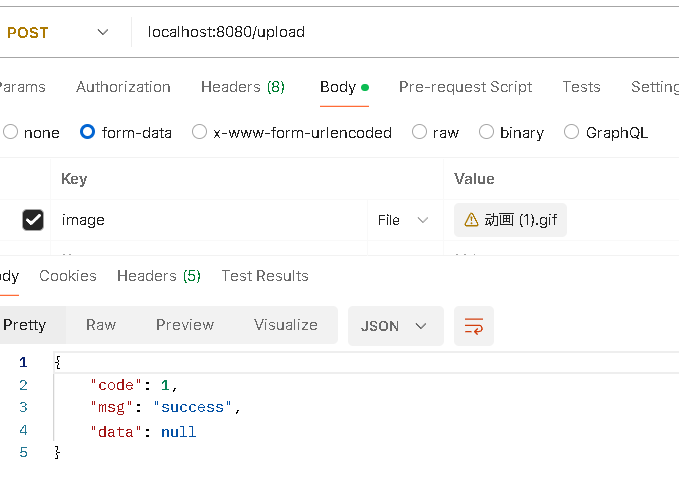 POST localhost:8080/upload
Params Authorization Headers (8) Body Pre-request Script Tests Setting
none form-data x-www-form-urlencoded raw binary GraphQL
Key Value
image File 动画 (1).gif
ody Cookies Headers (5) Test Results
Pretty Raw Preview Visualize JSON
1 {
2 "code": 1,
3 "msg": "success",
4 "data": null
5 }